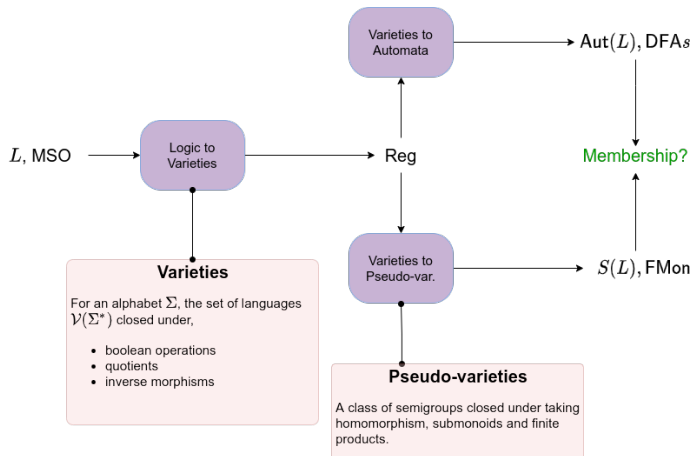 Varieties to
Automata
Aut(L), DFAs
L, MSO
Logic to
Varieties
Reg
Membership?
Varieties to
Pseudo-var.
S(L), FMon
Varieties
For an alphabet Σ, the set of languages
𝒱(Σ*) closed under,
• boolean operations
• quotients
• inverse morphisms
Pseudo-varieties
A class of semigroups closed under taking
homomorphism, submonoids and finite
products.